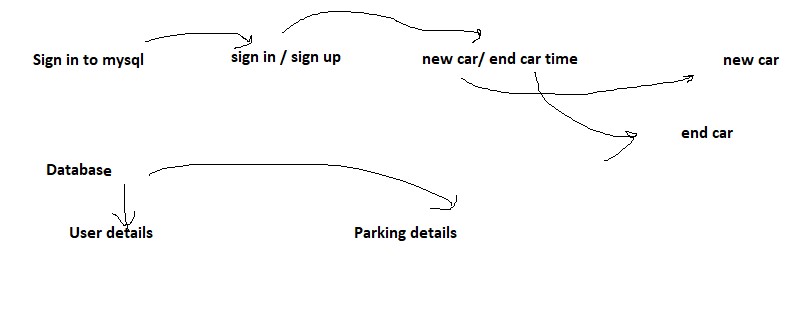 Sign in to mysql
sign in / sign up
new car/ end car time
new car
end car
Database
User details
Parking details